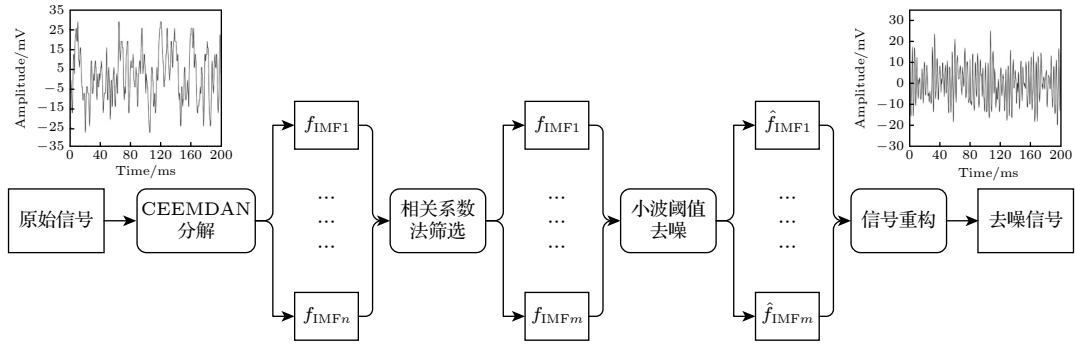 Amplitude/mV
35
25
15
5
−5
−15
−25
35
0 40 80 120 160 200
Time/ms
Amplitude/mV
30
20
10
0
−10
−20
−30
0 40 80 120 160 200
Time/ms
原始信号
CEEMDAN
分解
f_IMF1
...
...
...
f_IMFn
相关系数
法筛选
f_IMF1
...
...
...
f_IMFm
小波阈值
去噪
f̂_IMF1
...
...
...
f̂_IMFm
信号重构
去噪信号